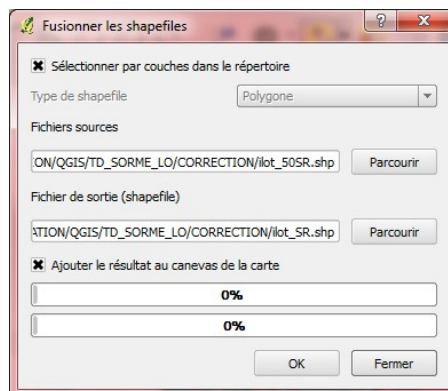 Fusionner les shapefiles
Sélectionner par couches dans le répertoire
Type de shapefile Polygone
Fichiers sources
ON/QGIS/TD_SORME_LO/CORRECTION/ilot_50SR.shp Parcourir
Fichier de sortie (shapefile)
ATION/QGIS/TD_SORME_LO/CORRECTION/ilot_SR.shp Parcourir
Ajouter le résultat au canevas de la carte
0%
0%
OK Fermer